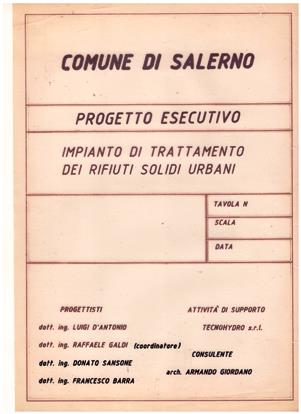 COMUNE DI SALERNO
PROGETTO ESECUTIVO
IMPIANTO DI TRATTAMENTO
DEI RIFIUTI SOLIDI URBANI
TAVOLA N
SCALA
DATA
PROGETTISTI
dott. ing. LUIGI D'ANTONIO
dott. ing. RAFFAELE GALDI (coordinatore)
dott. ing. DONATO SANSONE
dott. ing. FRANCESCO BARRA
ATTIVITÀ DI SUPPORTO
TECNOHYDRO s.r.l.
CONSULENTE
arch. ARMANDO GIORDANO